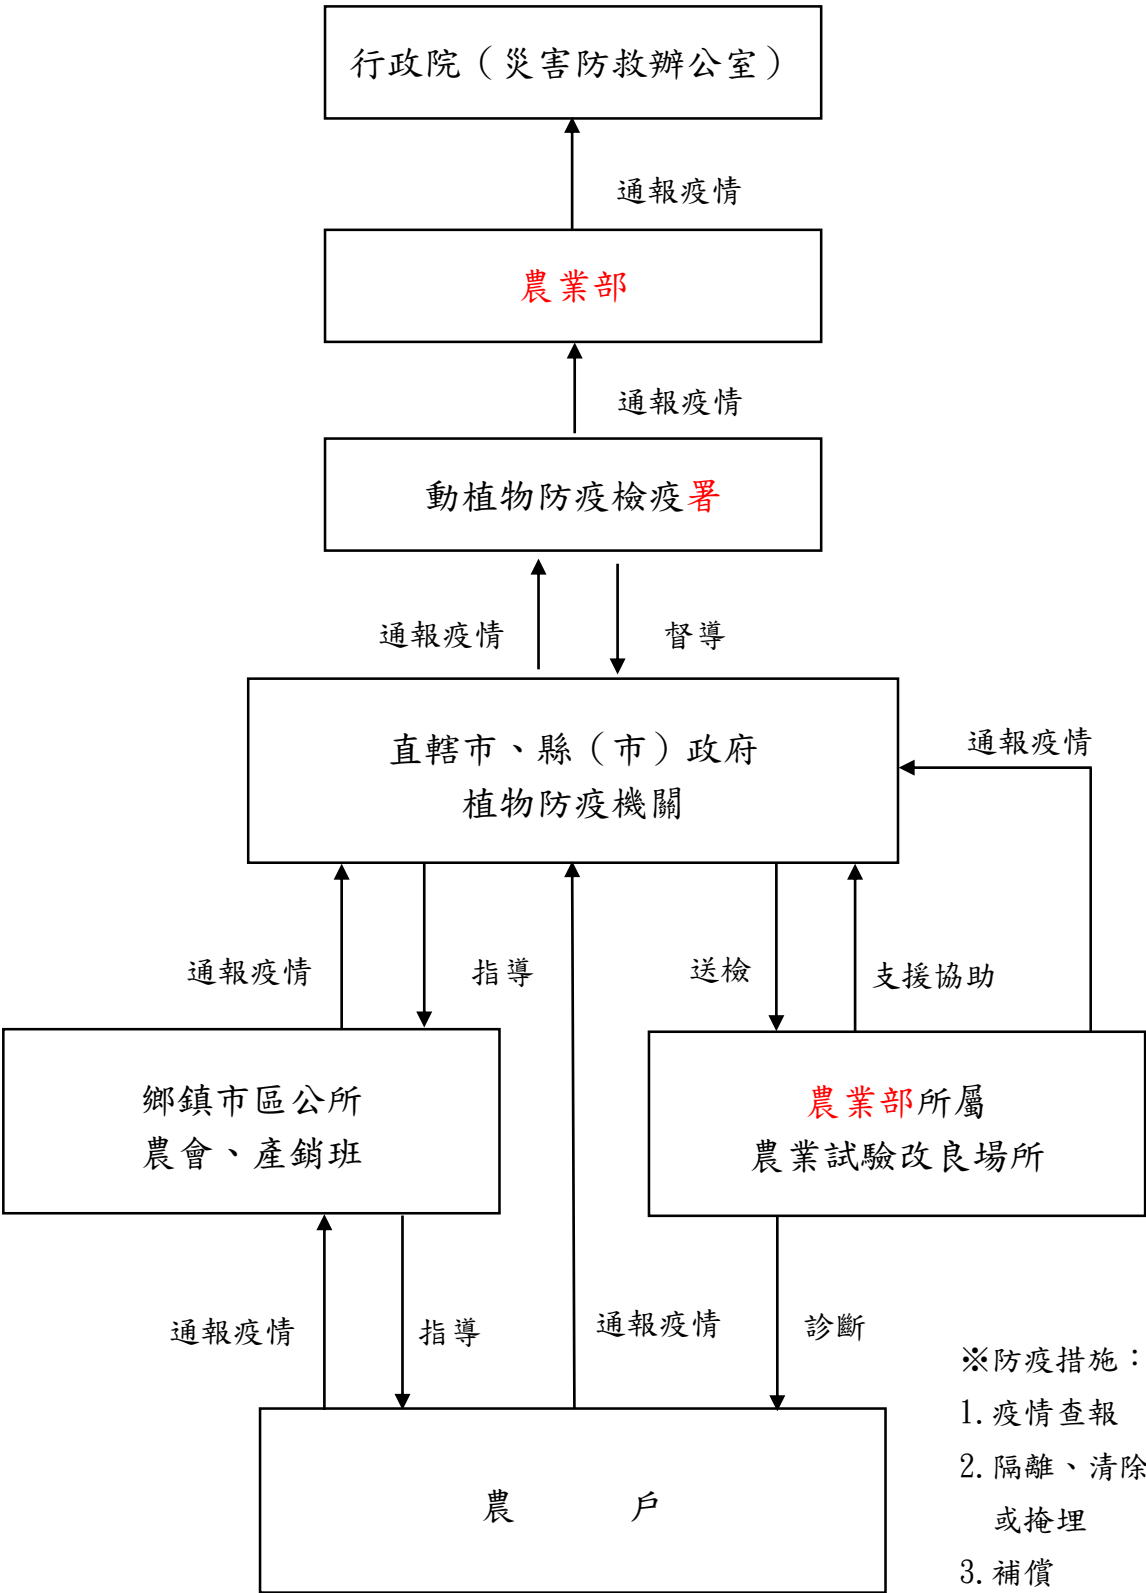 行政院（災害防救辦公室）
通報疫情
農業部
通報疫情
動植物防疫檢疫署
通報疫情
督導
直轄市、縣（市）政府
植物防疫機關
通報疫情
通報疫情
指導
送檢
支援協助
鄉鎮市區公所
農會、產銷班
農業部所屬
農業試驗改良場所
通報疫情
指導
通報疫情
診斷
農戶
※防疫措施：
1.疫情查報
2.隔離、清除
或掩埋
3.補償